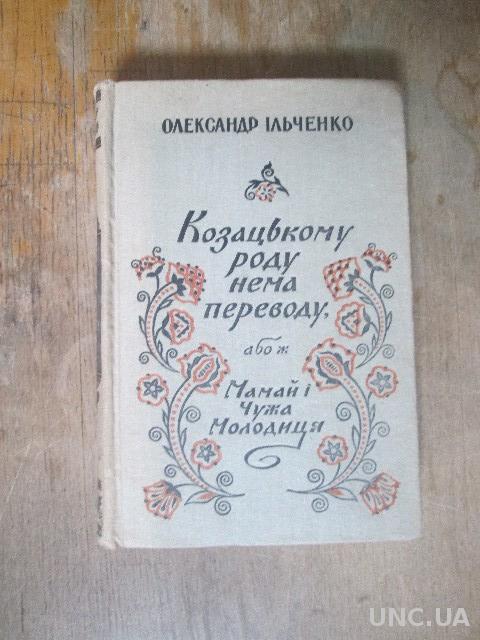 ОЛЕКСАНДР ІЛЬЧЕНКО
Козацькому
роду
нема
переводу,
або ж
Мамай і
Чужа
Молодиця
UNC.UA